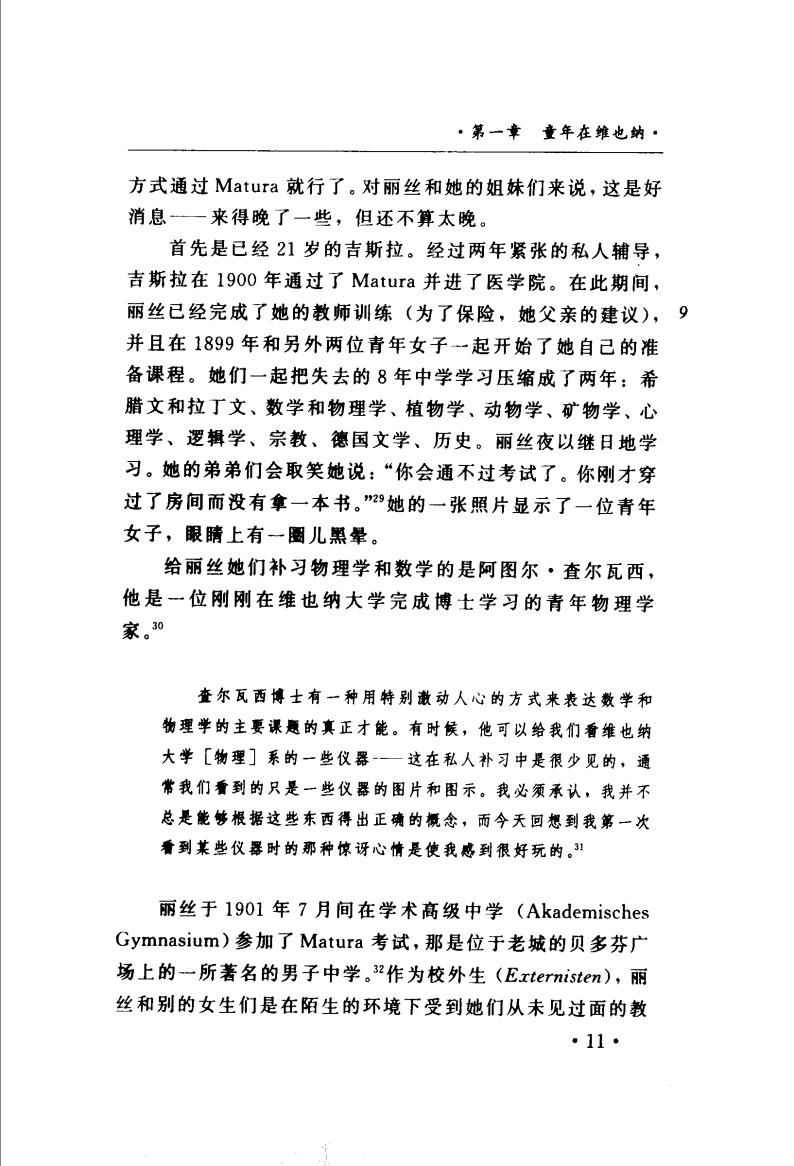 ·第一章　童年在维也纳·
方式通过 Matura 就行了。对丽丝和她的姐妹们来说，这是好
消息——来得晚了一些，但还不算太晚。
首先是已经 21 岁的吉斯拉。经过两年紧张的私人辅导，
吉斯拉在 1900 年通过了 Matura 并进了医学院。在此期间，
丽丝已经完成了她的教师训练（为了保险，她父亲的建议），　9
并且在 1899 年和另外两位青年女子一起开始了她自己的准
备课程。她们一起把失去的 8 年中学学习压缩成了两年：希
腊文和拉丁文、数学和物理学、植物学、动物学、矿物学、心
理学、逻辑学、宗教、德国文学、历史。丽丝夜以继日地学
习。她的弟弟们会取笑她说：“你会通不过考试了。你刚才穿
过了房间而没有拿一本书。”²⁹她的一张照片显示了一位青年
女子，眼睛上有一圈儿黑晕。
给丽丝她们补习物理学和数学的是阿图尔·查尔瓦西，
他是一位刚刚在维也纳大学完成博士学习的青年物理学
家。³⁰
查尔瓦西博士有一种用特别激动人心的方式来表达数学和
物理学的主要课题的真正才能。有时候，他可以给我们看维也纳
大学［物理］系的一些仪器——这在私人补习中是很少见的，通
常我们看到的只是一些仪器的图片和图示。我必须承认，我并不
总是能够根据这些东西得出正确的概念，而今天回想到我第一次
看到某些仪器时的那种惊讶心情是使我感到很好玩的。³¹
丽丝于 1901 年 7 月间在学术高级中学（Akademisches
Gymnasium）参加了 Matura 考试，那是位于老城的贝多芬广
场上的一所著名的男子中学。³²作为校外生（Externisten），丽
丝和别的女生们是在陌生的环境下受到她们从未见过面的教
·11·